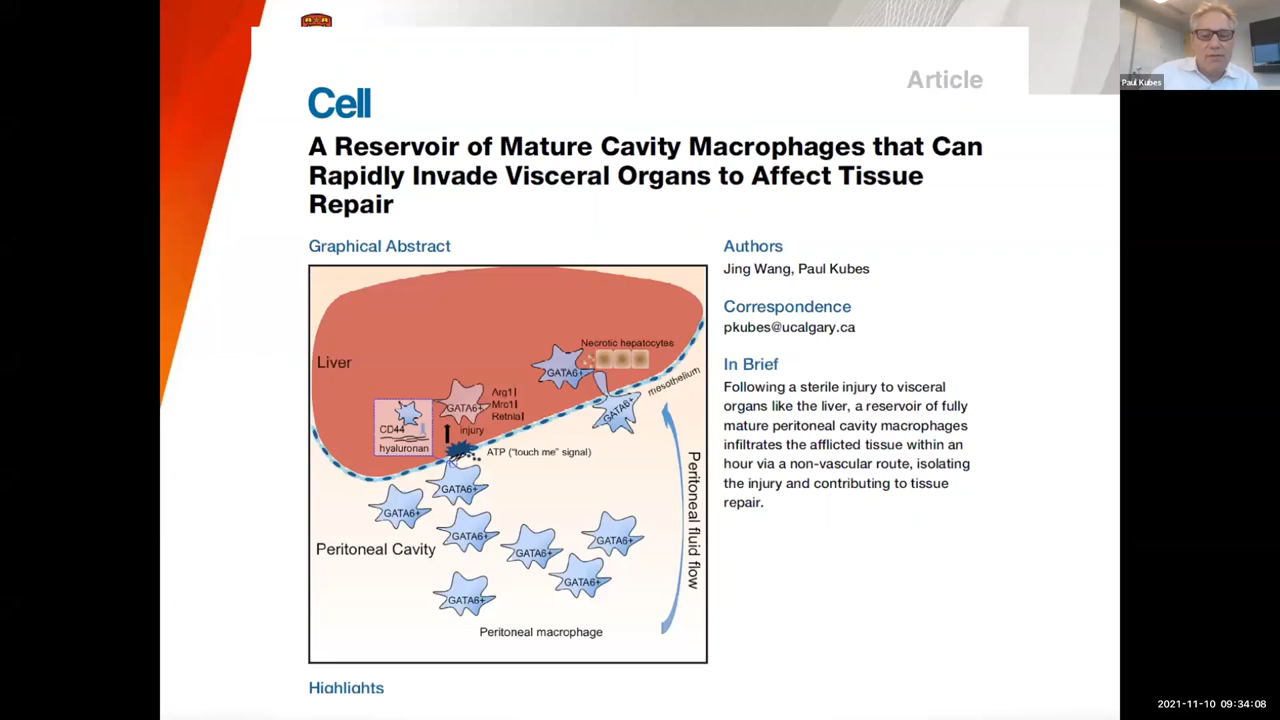 Article
Cell
A Reservoir of Mature Cavity Macrophages that Can
Rapidly Invade Visceral Organs to Affect Tissue
Repair
Graphical Abstract
Liver
Necrotic hepatocytes
GATA6+
mesothelium
GATA6+
GATA6+
Arg1
Mrc1
Retnla
CD44
hyaluronan
injury
ATP ("touch me" signal)
GATA6+
GATA6+
GATA6+
GATA6+
GATA6+
GATA6+
GATA6+
Peritoneal Cavity
Peritoneal macrophage
Peritoneal fluid flow
Authors
Jing Wang, Paul Kubes
Correspondence
pkubes@ucalgary.ca
In Brief
Following a sterile injury to visceral
organs like the liver, a reservoir of fully
mature peritoneal cavity macrophages
infiltrates the afflicted tissue within an
hour via a non-vascular route, isolating
the injury and contributing to tissue
repair.
Highlights
Paul Kubes
2021-11-10 09:34:08